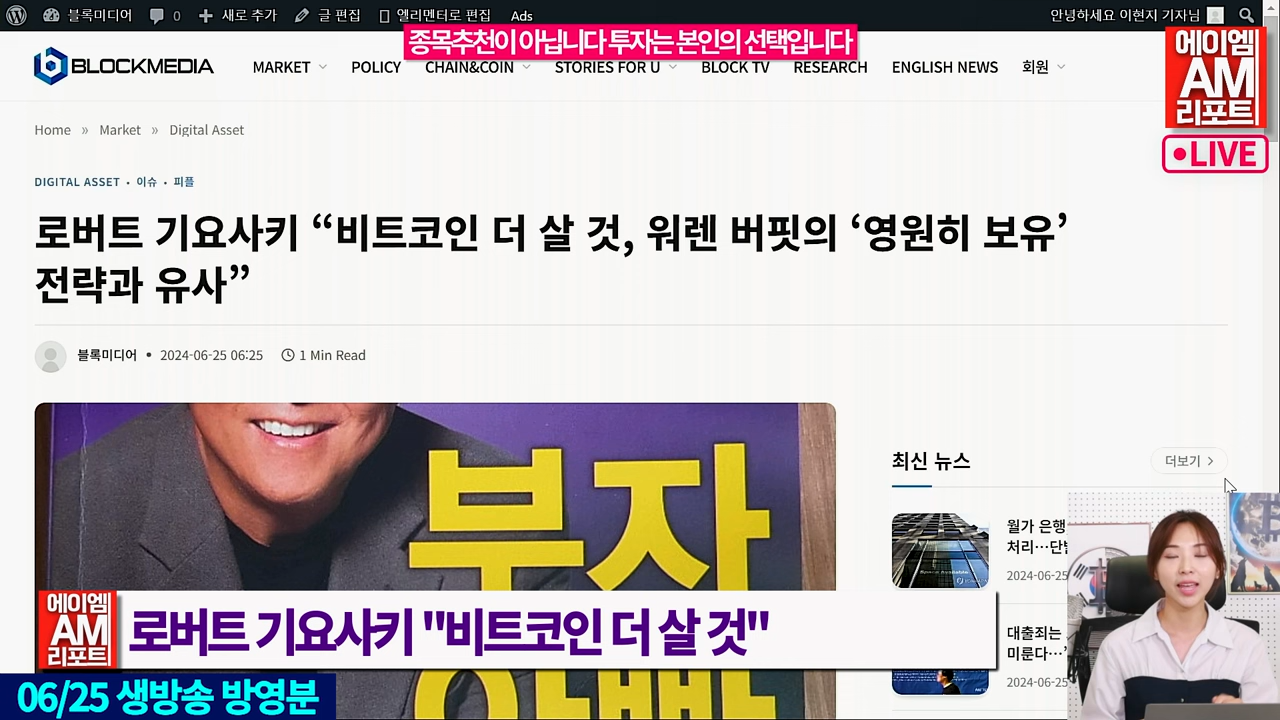 블록미디어 0 새로 추가 글 편집 엘리멘터로 편집 Ads 안녕하세요 이현지 기자님
종목추천이 아닙니다 투자는 본인의 선택입니다
BLOCKMEDIA MARKET POLICY CHAIN&COIN STORIES FOR U BLOCK TV RESEARCH ENGLISH NEWS 회원
에이엠
AM
리포트
LIVE
Home » Market » Digital Asset
DIGITAL ASSET • 이슈 • 피플
로버트 기요사키 “비트코인 더 살 것, 워렌 버핏의 ‘영원히 보유’
전략과 유사”
블록미디어 • 2024-06-25 06:25 1 Min Read
부자
아빠
최신 뉴스 더보기
월가 은행
처리…단
2024-06-25
대출죄는
미룬다…’
2024-06-25
에이엠
AM
리포트
로버트 기요사키 "비트코인 더 살 것"
06/25 생방송 방영분